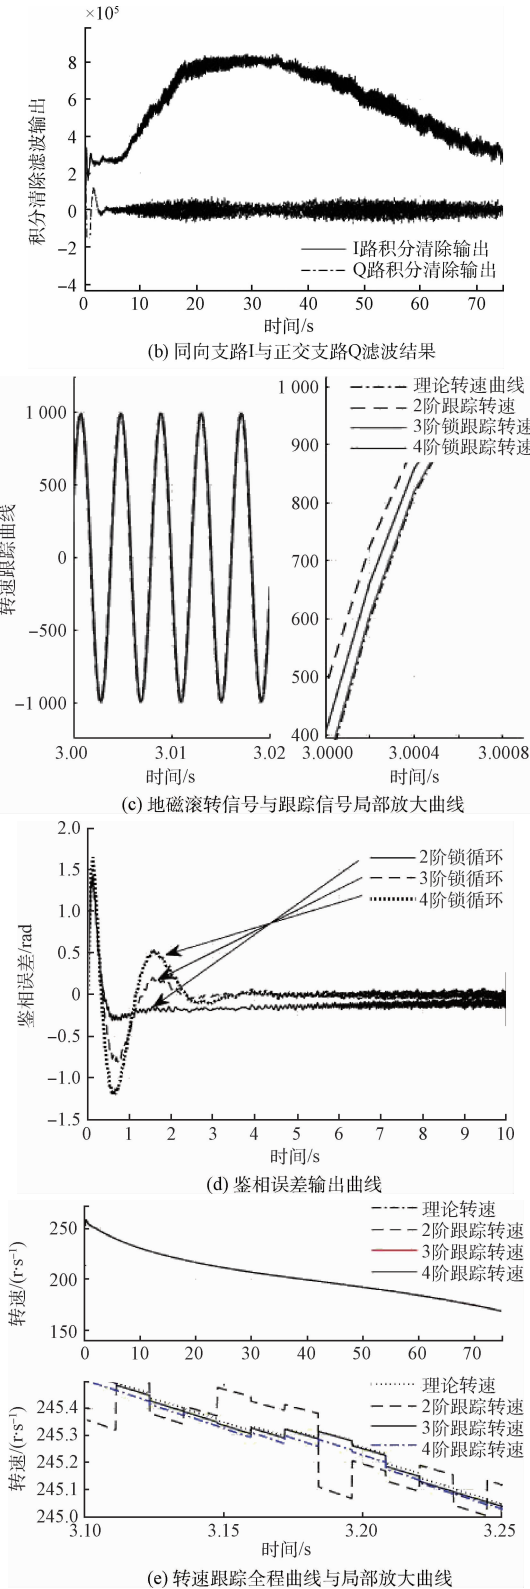 ×10⁵
8
6
4
2
0
−2
−4
积分清除滤波输出
I路积分清除输出
Q路积分清除输出
0 10 20 30 40 50 60 70
时间/s
(b) 同向支路I与正交支路Q滤波结果
1 000
500
0
−500
−1 000
转速跟踪曲线
3.00 3.01 3.02
时间/s
1 000
900
800
700
600
500
400
理论转速曲线
2阶跟踪转速
3阶锁跟踪转速
4阶锁跟踪转速
3.0000 3.0004 3.0008
时间/s
(c) 地磁滚转信号与跟踪信号局部放大曲线
2.0
1.5
1.0
0.5
0
−0.5
−1.0
−1.5
鉴相误差/rad
2阶锁循环
3阶锁循环
4阶锁循环
0 1 2 3 4 5 6 7 8 9 10
时间/s
(d) 鉴相误差输出曲线
250
200
150
转速/(r·s⁻¹)
理论转速
2阶跟踪转速
3阶跟踪转速
4阶跟踪转速
0 10 20 30 40 50 60 70
245.4
245.3
245.2
245.1
245.0
转速/(r·s⁻¹)
理论转速
2阶跟踪转速
3阶跟踪转速
4阶跟踪转速
3.10 3.15 3.20 3.25
时间/s
(e) 转速跟踪全程曲线与局部放大曲线